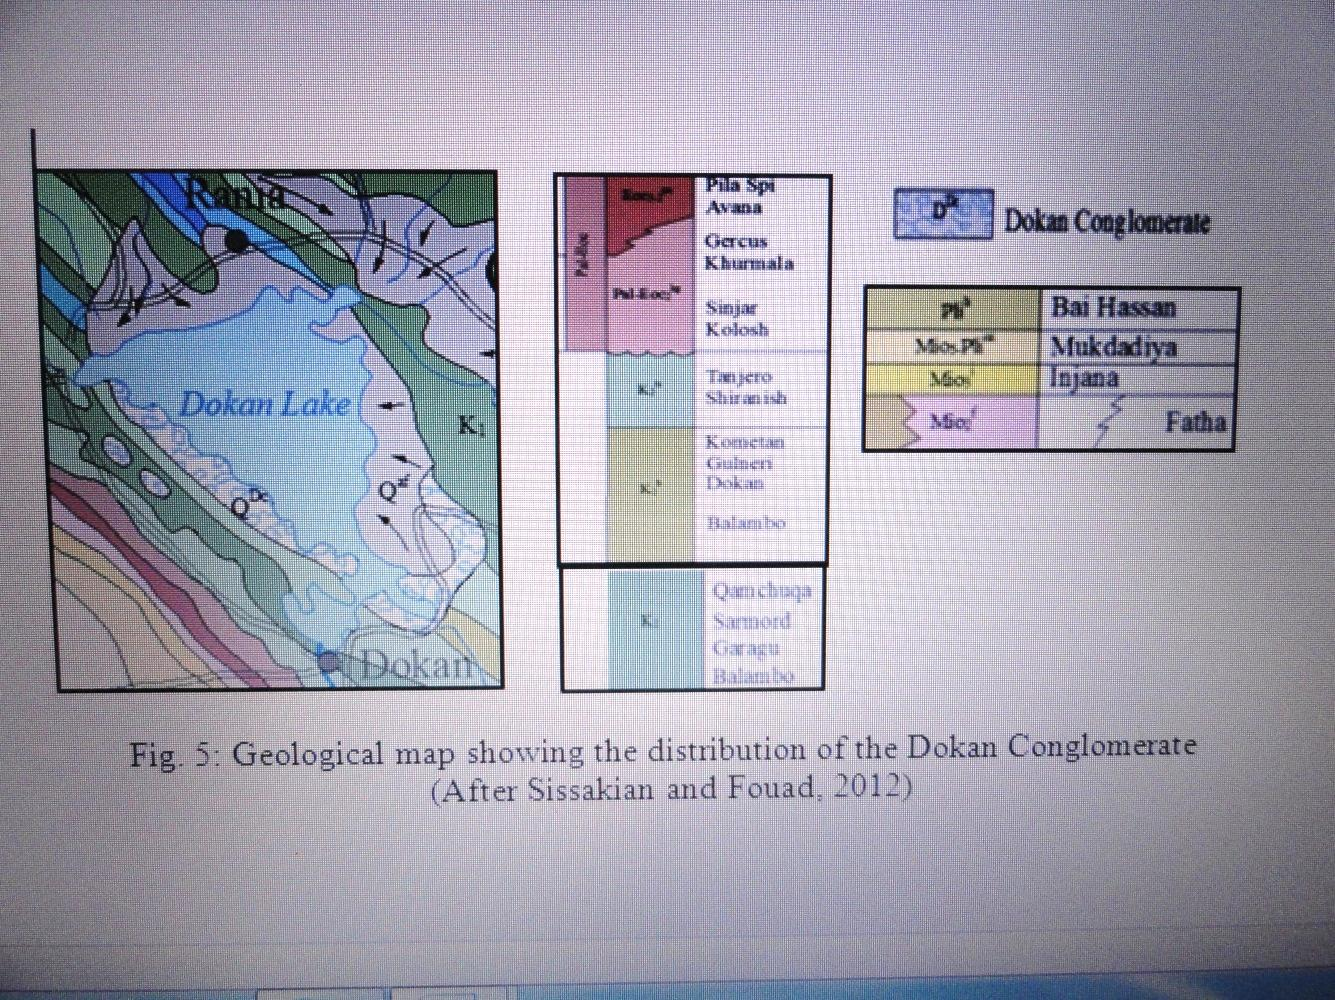 Rania
Dokan Lake
K₁
Q
Q
Dokan
Pila Spi
Avana
Gercus
Khurmala
Sinjar
Kolosh
Tanjero
Shiranish
Kometan
Gulneri
Dokan
Balambo
Qamchuqa
Sarmord
Garagu
Balambo
Dokan Conglomerate
Bai Hassan
Mukdadiya
Injana
Fatha
Fig. 5: Geological map showing the distribution of the Dokan Conglomerate
(After Sissakian and Fouad, 2012)